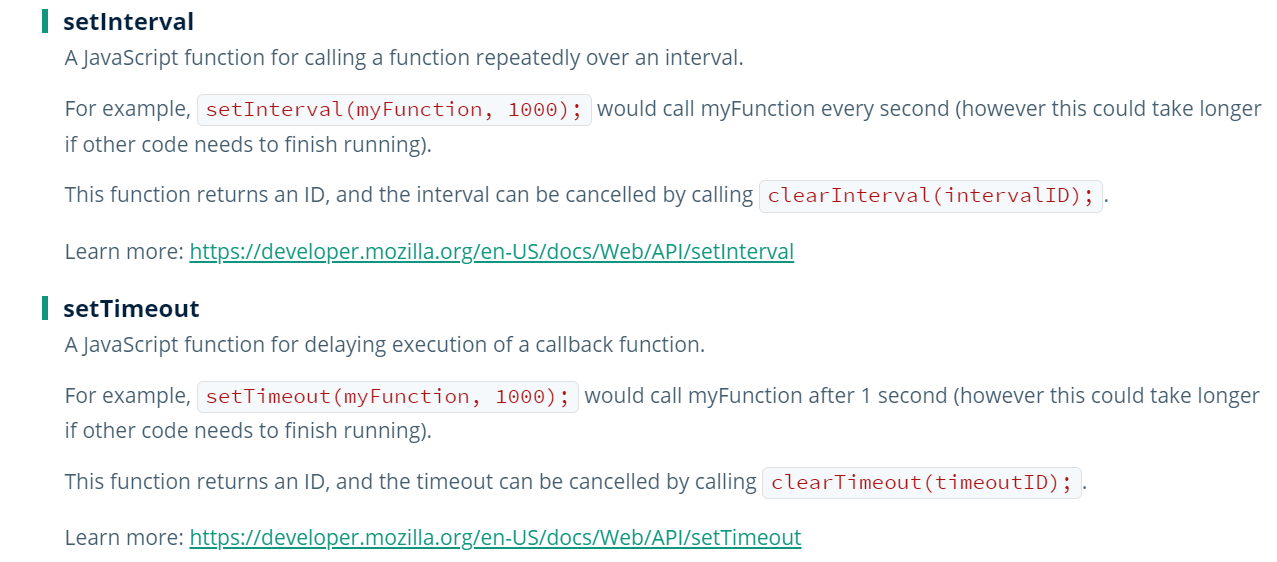 setInterval
A JavaScript function for calling a function repeatedly over an interval.
For example, setInterval(myFunction, 1000); would call myFunction every second (however this could take longer
if other code needs to finish running).
This function returns an ID, and the interval can be cancelled by calling clearInterval(intervalID);.
Learn more: https://developer.mozilla.org/en-US/docs/Web/API/setInterval
setTimeout
A JavaScript function for delaying execution of a callback function.
For example, setTimeout(myFunction, 1000); would call myFunction after 1 second (however this could take longer
if other code needs to finish running).
This function returns an ID, and the timeout can be cancelled by calling clearTimeout(timeoutID);.
Learn more: https://developer.mozilla.org/en-US/docs/Web/API/setTimeout